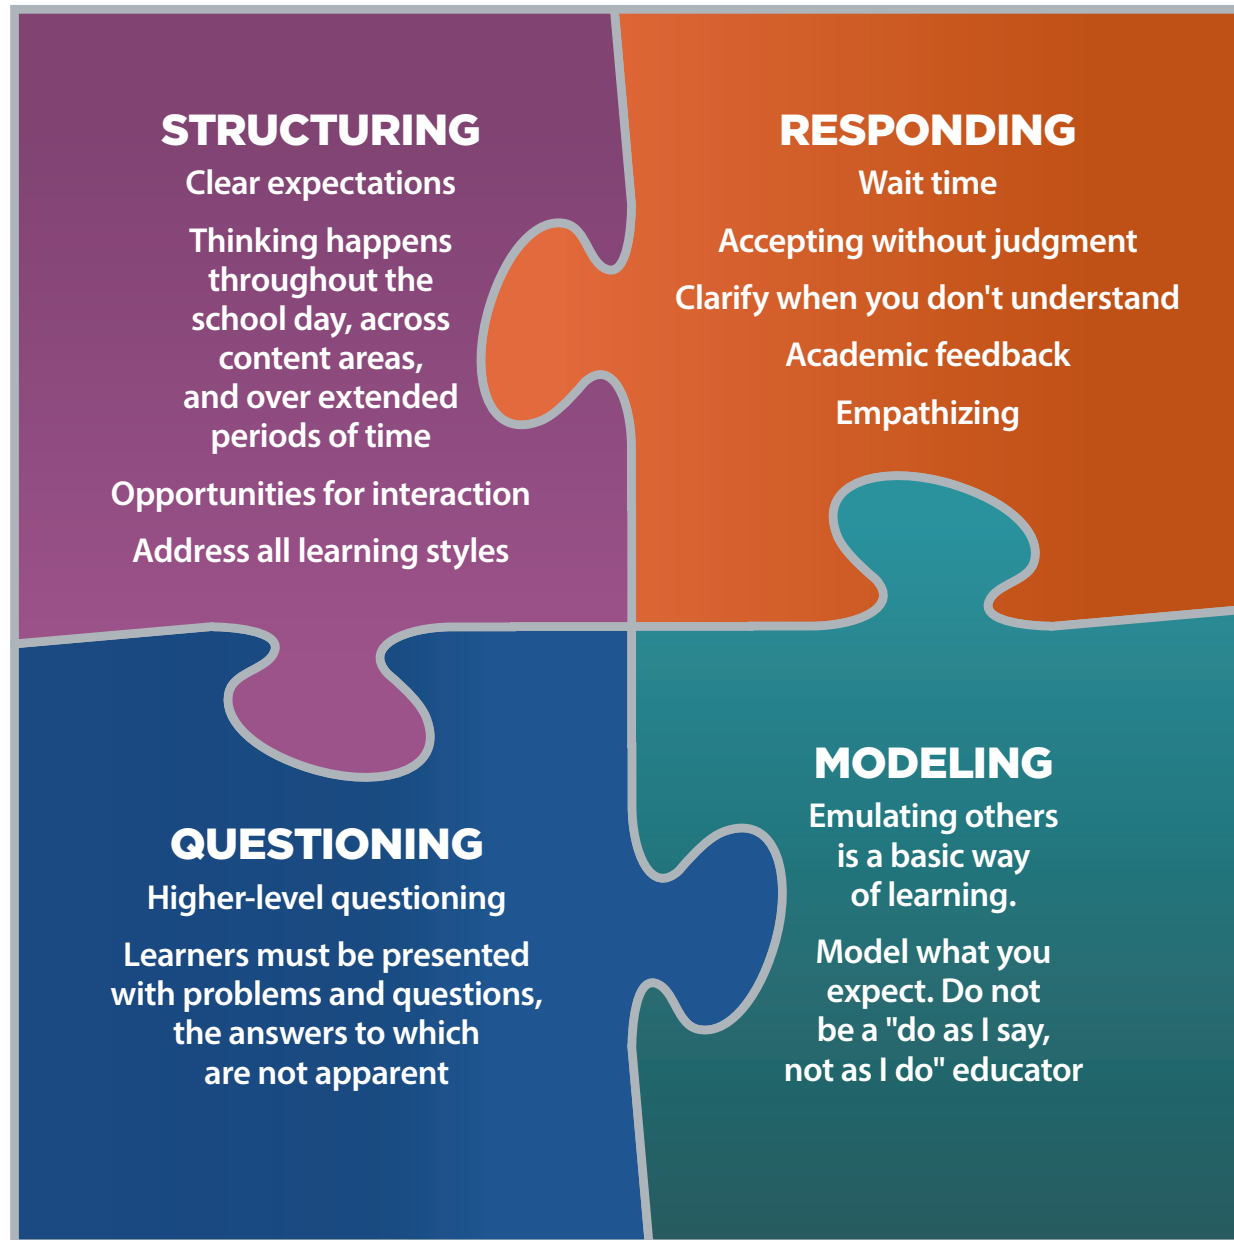 STRUCTURING
Clear expectations
Thinking happens
throughout the
school day, across
content areas,
and over extended
periods of time
Opportunities for interaction
Address all learning styles
RESPONDING
Wait time
Accepting without judgment
Clarify when you don't understand
Academic feedback
Empathizing
QUESTIONING
Higher-level questioning
Learners must be presented
with problems and questions,
the answers to which
are not apparent
MODELING
Emulating others
is a basic way
of learning.
Model what you
expect. Do not
be a "do as I say,
not as I do" educator